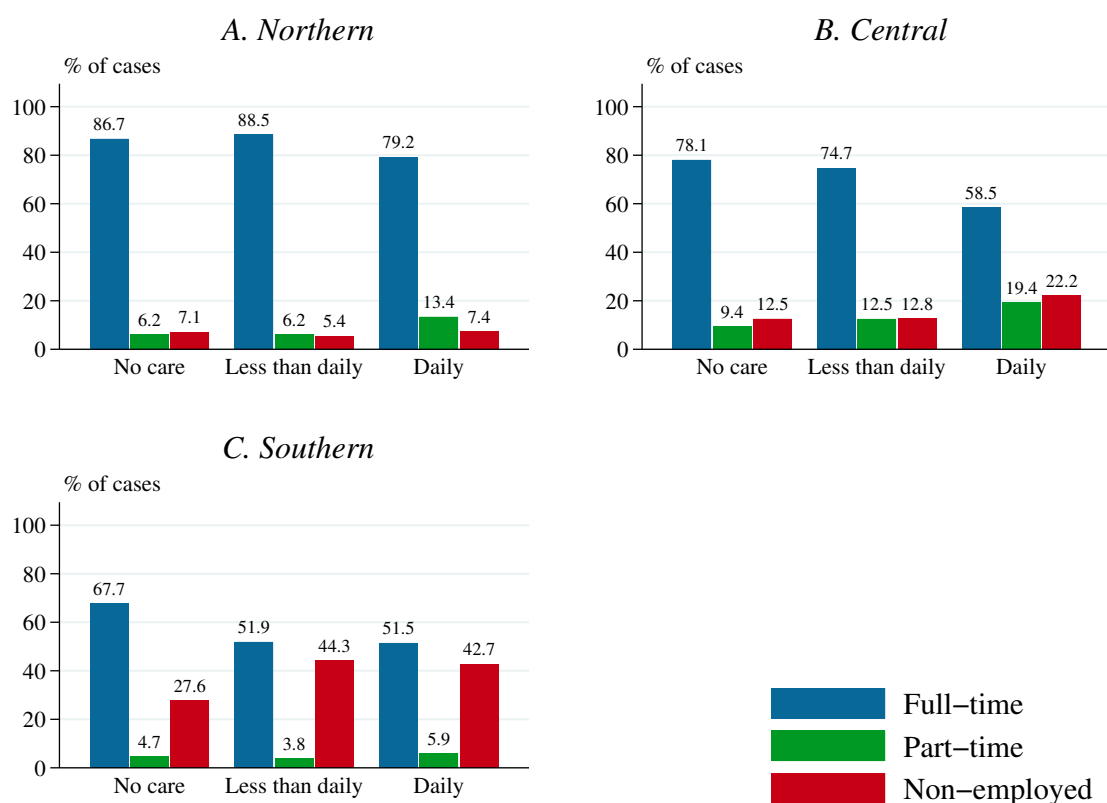 A. Northern
% of cases
100
80
60
40
20
0
86.7
6.2
7.1
88.5
6.2
5.4
79.2
13.4
7.4
No care
Less than daily
Daily
B. Central
% of cases
100
80
60
40
20
0
78.1
9.4
12.5
74.7
12.5
12.8
58.5
19.4
22.2
No care
Less than daily
Daily
C. Southern
% of cases
100
80
60
40
20
0
67.7
4.7
27.6
51.9
3.8
44.3
51.5
5.9
42.7
No care
Less than daily
Daily
Full−time
Part−time
Non−employed